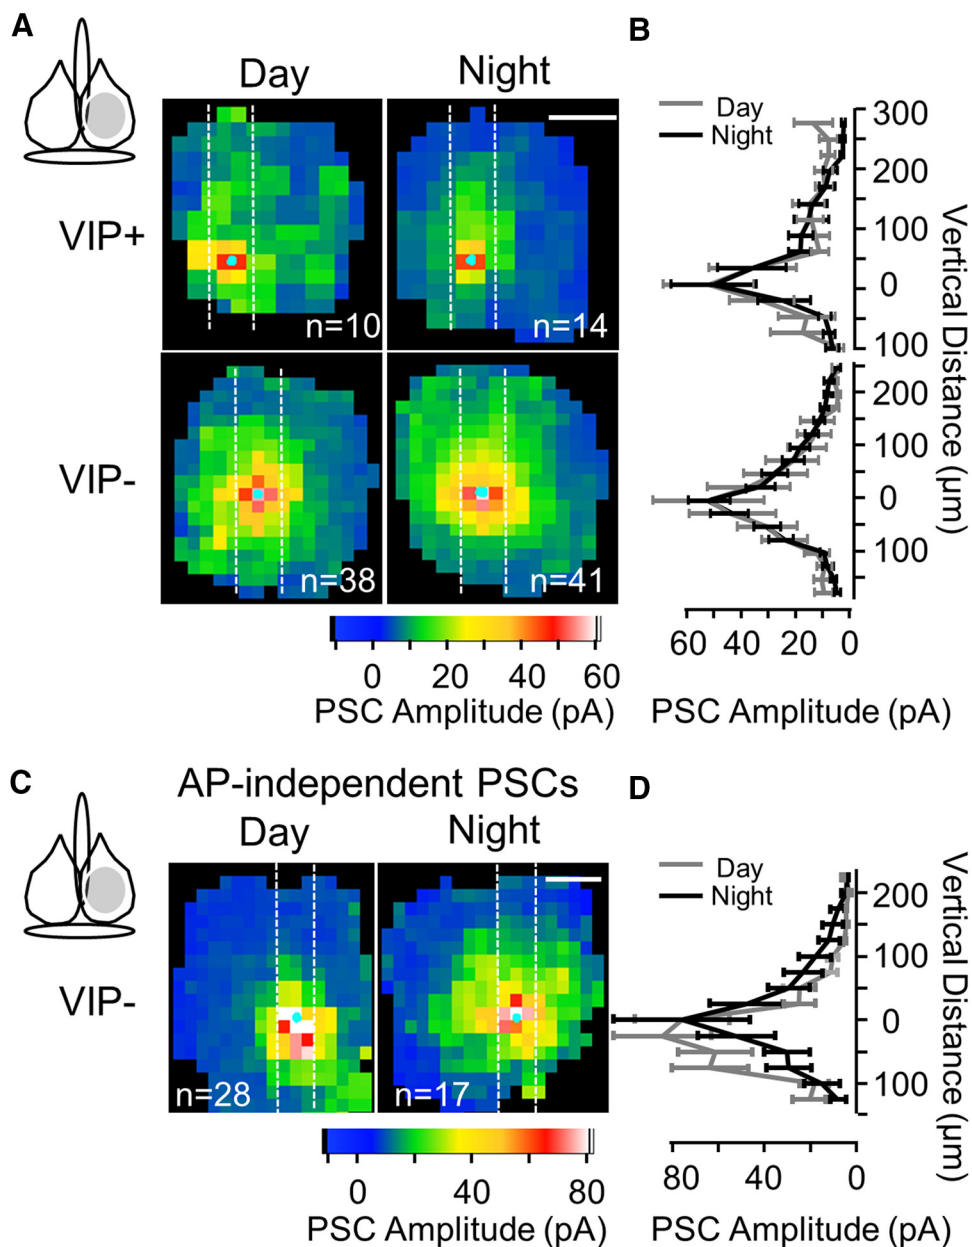 A
B
Day
Night
VIP+
n=10
n=14
VIP-
n=38
n=41
0
20
40
60
PSC Amplitude (pA)
Day
Night
300
200
100
0
100
200
100
0
100
Vertical Distance (μm)
60
40
20
0
PSC Amplitude (pA)
C
AP-independent PSCs
D
Day
Night
VIP-
n=28
n=17
0
40
80
PSC Amplitude (pA)
Day
Night
200
100
0
100
Vertical Distance (μm)
80
40
0
PSC Amplitude (pA)